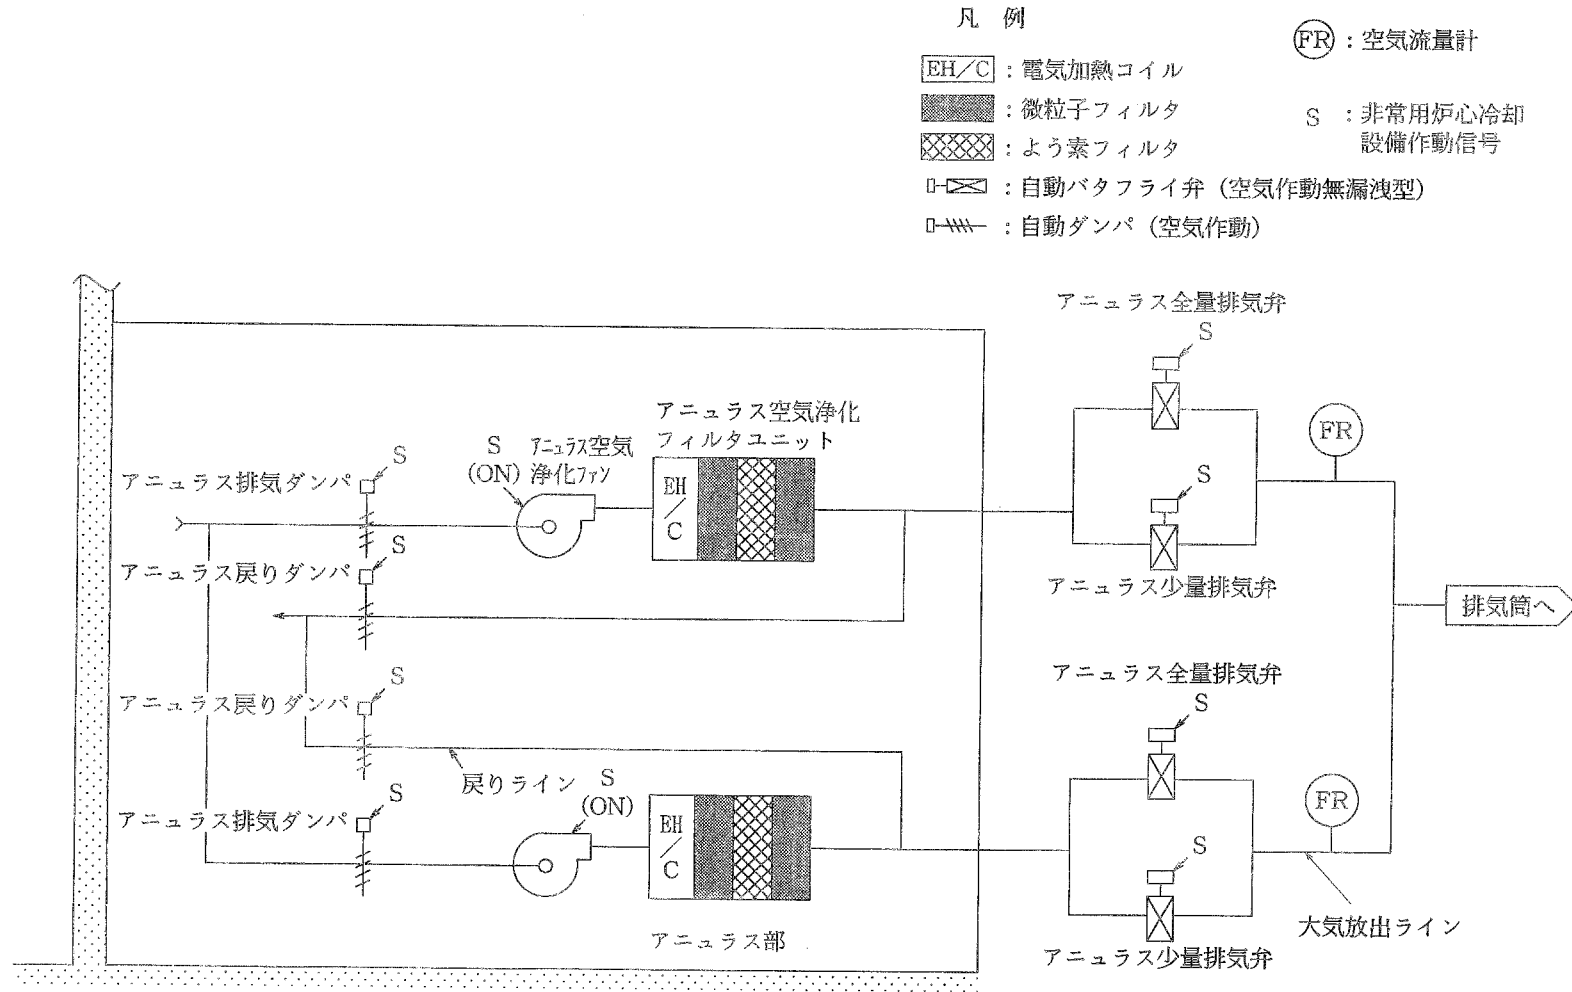 凡 例
EH/C : 電気加熱コイル
: 微粒子フィルタ
: よう素フィルタ
: 自動バタフライ弁 (空気作動無漏洩型)
: 自動ダンパ (空気作動)
FR : 空気流量計
S : 非常用炉心冷却
設備作動信号
アニュラス全量排気弁
S
アニュラス空気浄化
フィルタユニット
S
(ON)
アニュラス空気
浄化ファン
アニュラス排気ダンパ
S
EH
/
C
FR
S
アニュラス少量排気弁
アニュラス戻りダンパ
S
排気筒へ
アニュラス戻りダンパ
S
アニュラス全量排気弁
S
戻りライン
S
(ON)
アニュラス排気ダンパ
S
EH
/
C
FR
S
アニュラス少量排気弁
大気放出ライン
アニュラス部